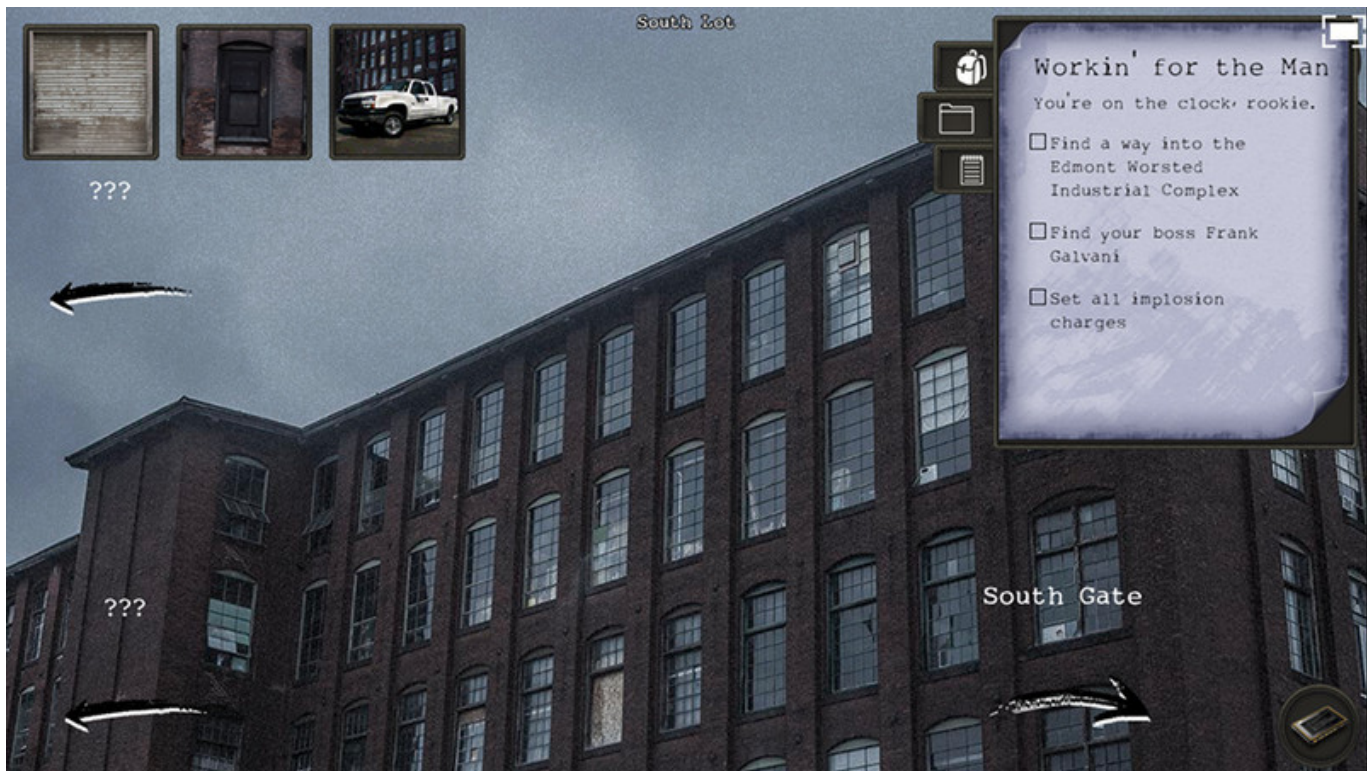 South Lot
???
Workin' for the Man
You're on the clock, rookie.
Find a way into the
Edmont Worsted
Industrial Complex
Find your boss Frank
Galvani
Set all implosion
charges
???
South Gate